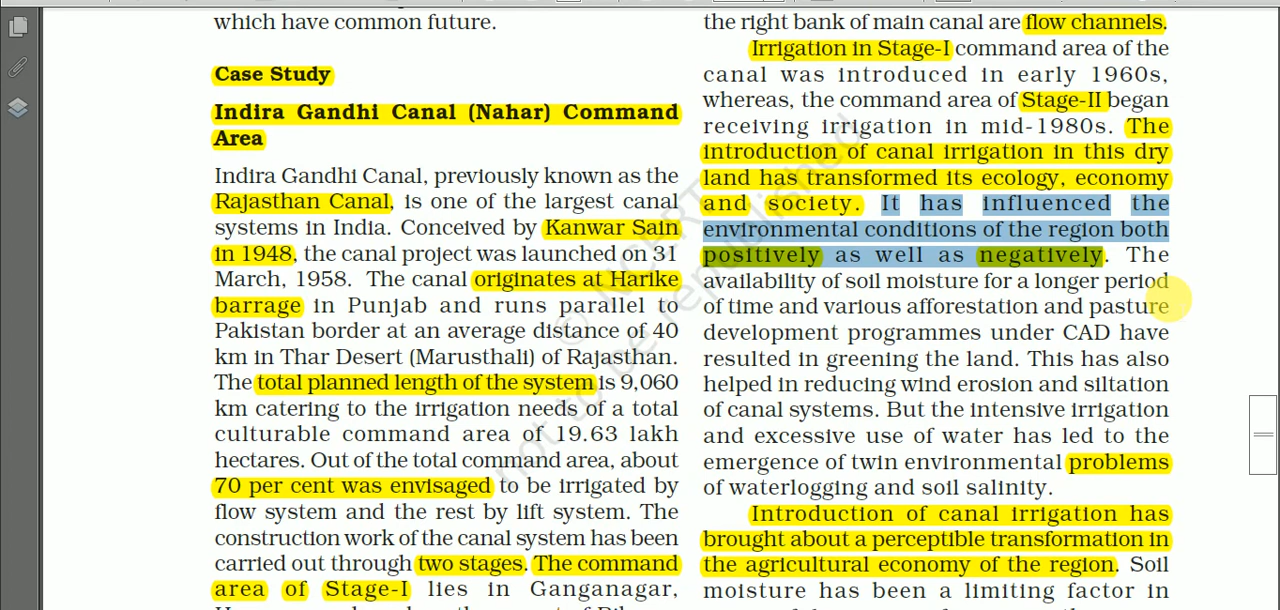 which have common future.
Case Study
Indira Gandhi Canal (Nahar) Command
Area
Indira Gandhi Canal, previously known as the
Rajasthan Canal, is one of the largest canal
systems in India. Conceived by Kanwar Sain
in 1948, the canal project was launched on 31
March, 1958. The canal originates at Harike
barrage in Punjab and runs parallel to
Pakistan border at an average distance of 40
km in Thar Desert (Marusthali) of Rajasthan.
The total planned length of the system is 9,060
km catering to the irrigation needs of a total
culturable command area of 19.63 lakh
hectares. Out of the total command area, about
70 per cent was envisaged to be irrigated by
flow system and the rest by lift system. The
construction work of the canal system has been
carried out through two stages. The command
area of Stage-I lies in Ganganagar,
the right bank of main canal are flow channels.
Irrigation in Stage-I command area of the
canal was introduced in early 1960s,
whereas, the command area of Stage-II began
receiving irrigation in mid-1980s. The
introduction of canal irrigation in this dry
land has transformed its ecology, economy
and society. It has influenced the
environmental conditions of the region both
positively as well as negatively. The
availability of soil moisture for a longer period
of time and various afforestation and pasture
development programmes under CAD have
resulted in greening the land. This has also
helped in reducing wind erosion and siltation
of canal systems. But the intensive irrigation
and excessive use of water has led to the
emergence of twin environmental problems
of waterlogging and soil salinity.
Introduction of canal irrigation has
brought about a perceptible transformation in
the agricultural economy of the region. Soil
moisture has been a limiting factor in
© NCERT
not to be republished